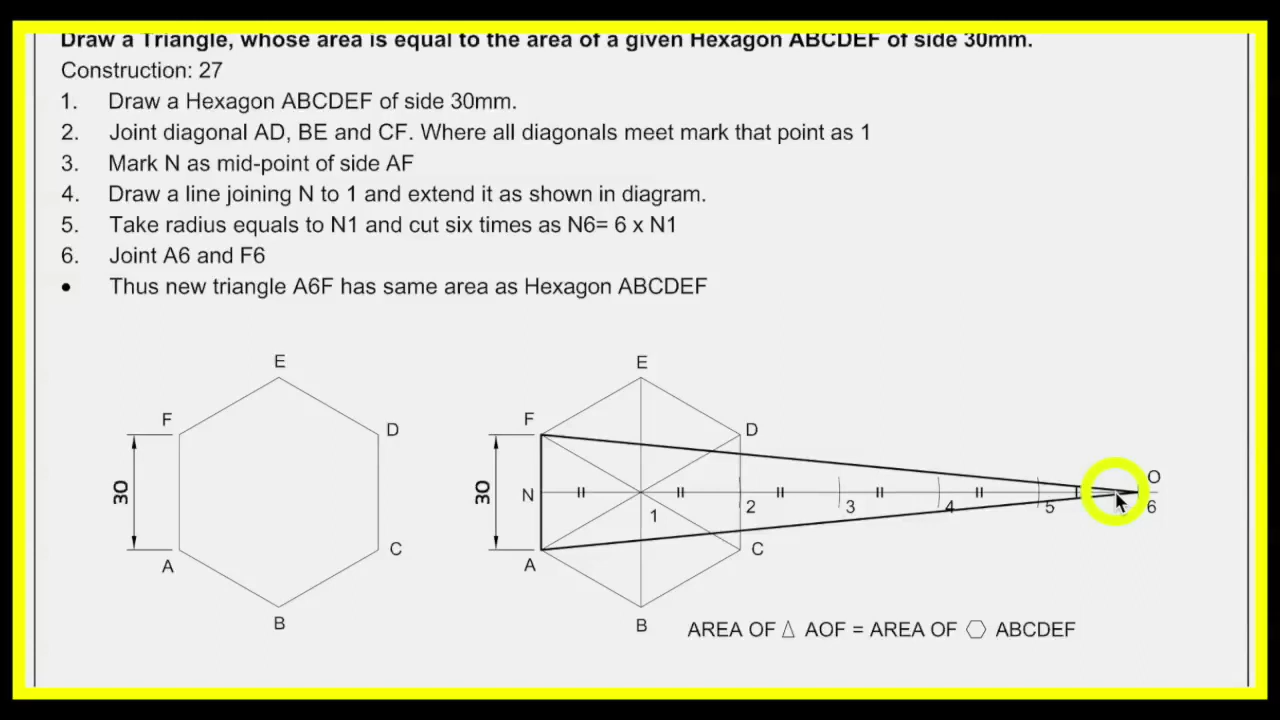 Draw a Triangle, whose area is equal to the area of a given Hexagon ABCDEF of side 30mm.
Construction: 27
1. Draw a Hexagon ABCDEF of side 30mm.
2. Joint diagonal AD, BE and CF. Where all diagonals meet mark that point as 1
3. Mark N as mid-point of side AF
4. Draw a line joining N to 1 and extend it as shown in diagram.
5. Take radius equals to N1 and cut six times as N6= 6 x N1
6. Joint A6 and F6
• Thus new triangle A6F has same area as Hexagon ABCDEF
E
F
D
30
A
C
B
E
F
D
30
N
O
1
2
3
4
5
6
A
C
B
AREA OF △ AOF = AREA OF ⬡ ABCDEF